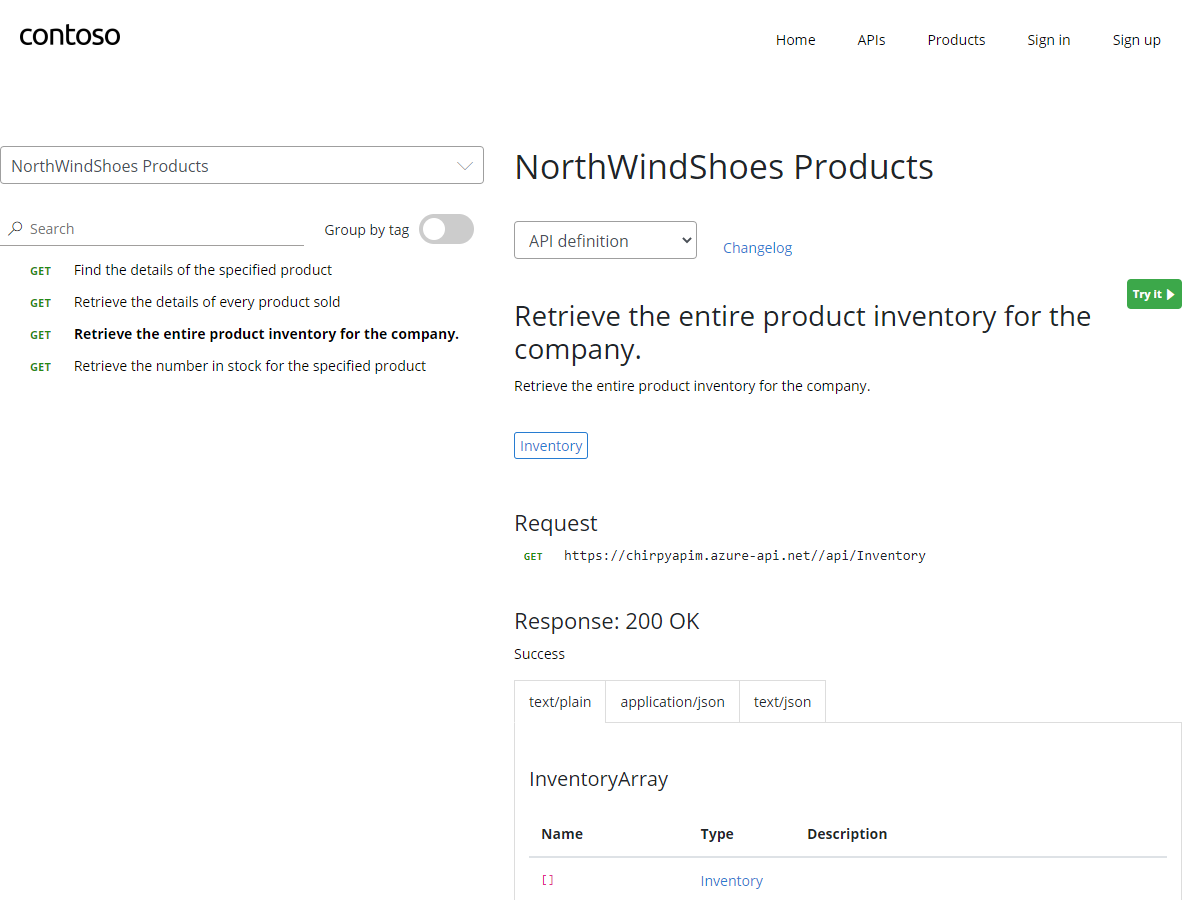 contoso
Home APIs Products Sign in Sign up
NorthWindShoes Products
Search
Group by tag
GET Find the details of the specified product
GET Retrieve the details of every product sold
GET Retrieve the entire product inventory for the company.
GET Retrieve the number in stock for the specified product
NorthWindShoes Products
API definition
Changelog
Try it
Retrieve the entire product inventory for the
company.
Retrieve the entire product inventory for the company.
Inventory
Request
GET https://chirpyapim.azure-api.net//api/Inventory
Response: 200 OK
Success
text/plain application/json text/json
InventoryArray
Name Type Description
[] Inventory